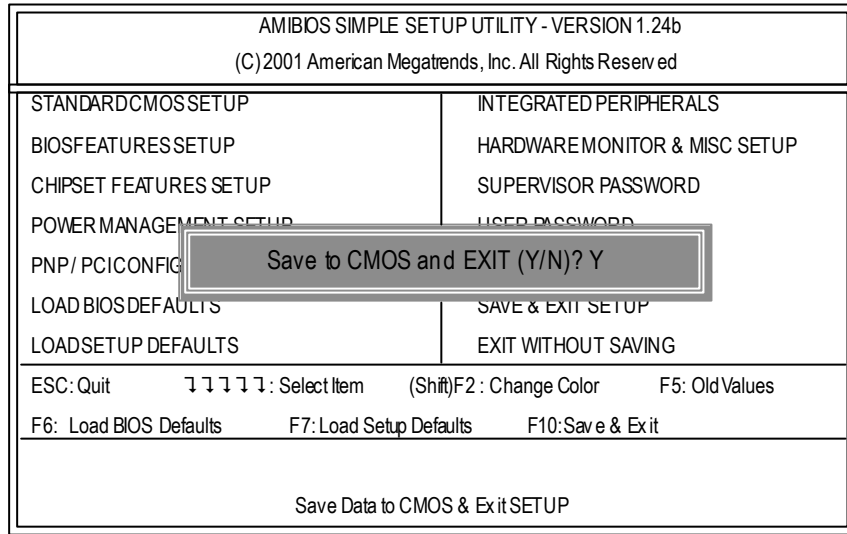 AMIBIOS SIMPLE SETUP UTILITY - VERSION 1.24b
(C)2001 American Megatrends, Inc. All Rights Reserved
STANDARD CMOS SETUP
BIOS FEATURES SETUP
CHIPSET FEATURES SETUP
POWER MANAGEMENT SETUP
PNP / PCI CONFIG
LOAD BIOS DEFAULTS
LOAD SETUP DEFAULTS
INTEGRATED PERIPHERALS
HARDWARE MONITOR & MISC SETUP
SUPERVISOR PASSWORD
USER PASSWORD
SAVE & EXIT SETUP
EXIT WITHOUT SAVING
Save to CMOS and EXIT (Y/N)? Y
ESC: Quit ↴↴↴↴↴: Select Item (Shift)F2 : Change Color F5: Old Values
F6: Load BIOS Defaults F7: Load Setup Defaults F10:Save & Exit
Save Data to CMOS & Exit SETUP